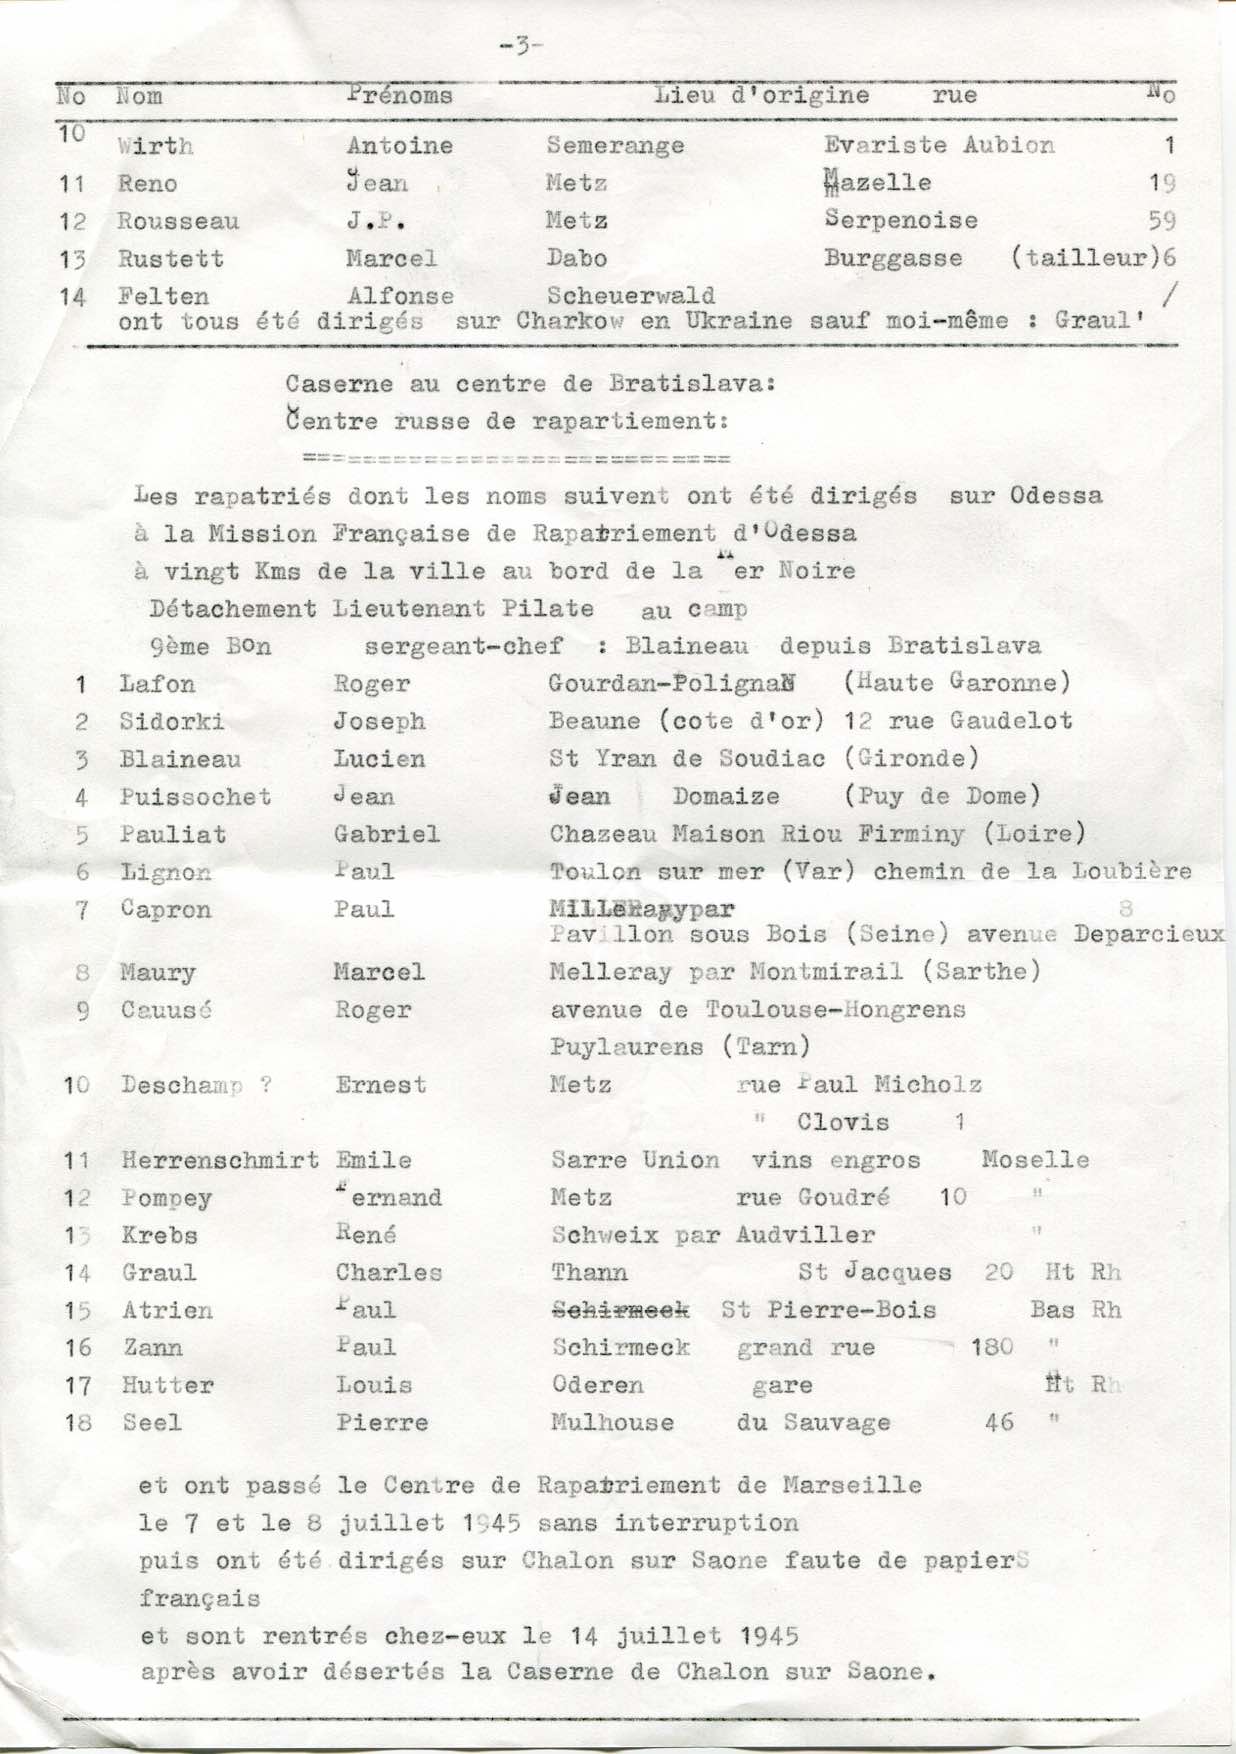 -3-
No Nom Prénoms Lieu d'origine rue No
10 Wirth Antoine Semerange Evariste Aubion 1
11 Reno Jean Metz Mazelle 19
12 Rousseau J.P. Metz Serpenoise 59
13 Rustett Marcel Dabo Burggasse (tailleur)6
14 Felten Alfonse Scheuerwald /
ont tous été dirigés sur Charkow en Ukraine sauf moi-même : Graul'
Caserne au centre de Bratislava:
Centre russe de rapartiement:
============================
Les rapatriés dont les noms suivent ont été dirigés sur Odessa
à la Mission Française de Rapatriement d'Odessa
à vingt Kms de la ville au bord de la Mer Noire
Détachement Lieutenant Pilate au camp
9ème Bon sergeant-chef : Blaineau depuis Bratislava
1 Lafon Roger Gourdan-PolignaN (Haute Garonne)
2 Sidorki Joseph Beaune (cote d'or) 12 rue Gaudelot
3 Blaineau Lucien St Yran de Soudiac (Gironde)
4 Puissochet Jean Jean Domaize (Puy de Dome)
5 Pauliat Gabriel Chazeau Maison Riou Firminy (Loire)
6 Lignon Paul Toulon sur mer (Var) chemin de la Loubière
7 Capron Paul 8
Pavillon sous Bois (Seine) avenue Deparcieux
8 Maury Marcel Melleray par Montmirail (Sarthe)
9 Cauusé Roger avenue de Toulouse-Hongrens
Puylaurens (Tarn)
10 Deschamp ? Ernest Metz rue Paul Micholz
" Clovis 1
11 Herrenschmirt Emile Sarre Union vins engros Moselle
12 Pompey Fernand Metz rue Goudré 10 "
13 Krebs René Schweix par Audviller "
14 Graul Charles Thann St Jacques 20 Ht Rh
15 Atrien Paul Schirmeck St Pierre-Bois Bas Rh
16 Zann Paul Schirmeck grand rue 180 "
17 Hutter Louis Oderen gare Ht Rh
18 Seel Pierre Mulhouse du Sauvage 46 "
et ont passé le Centre de Rapatriement de Marseille
le 7 et le 8 juillet 1945 sans interruption
puis ont été dirigés sur Chalon sur Saone faute de papierS
français
et sont rentrés chez-eux le 14 juillet 1945
après avoir désertés la Caserne de Chalon sur Saone.